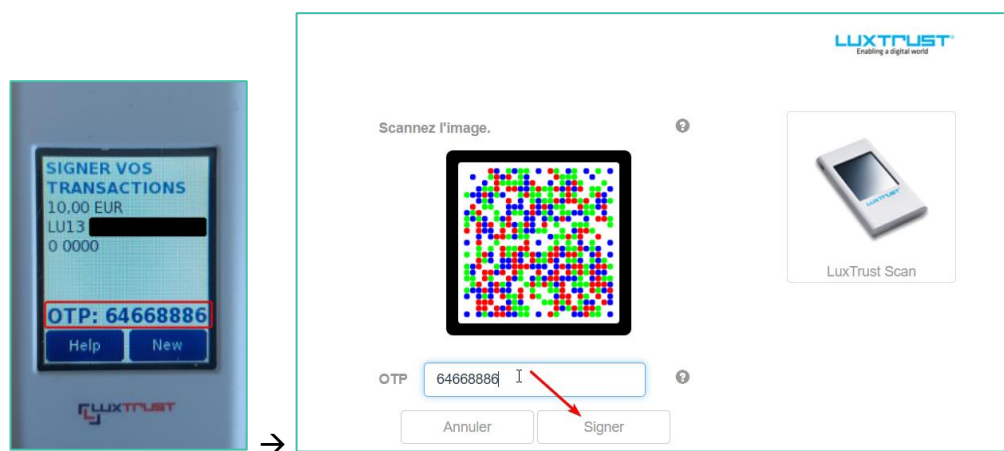 SIGNER VOS
TRANSACTIONS
10,00 EUR
LU13
0 0000
OTP: 64668886
Help New
LUXTRUST
→
LUXTRUST
Enabling a digital world
Scannez l'image.
?
LUXTRUST
LuxTrust Scan
OTP 64668886
?
Annuler Signer